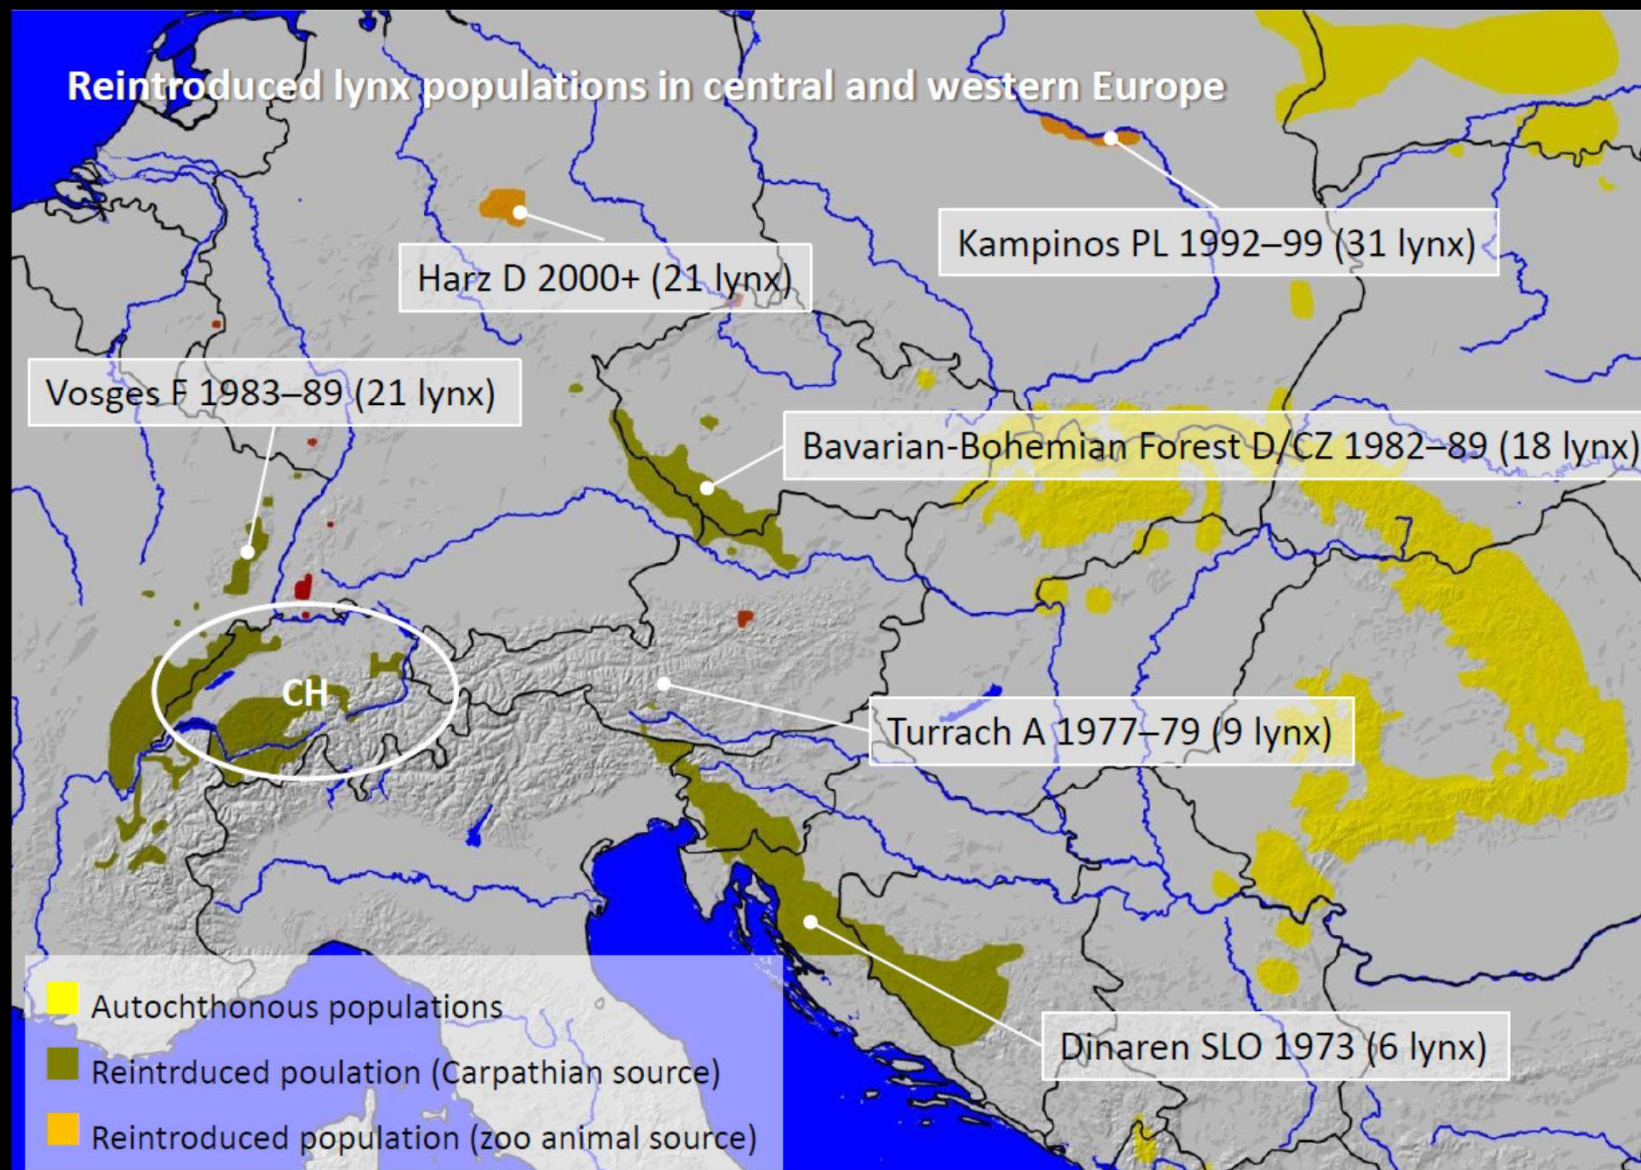 Reintroduced lynx populations in central and western Europe
Kampinos PL 1992–99 (31 lynx)
Harz D 2000+ (21 lynx)
Vosges F 1983–89 (21 lynx)
Bavarian-Bohemian Forest D/CZ 1982–89 (18 lynx)
CH
Turrach A 1977–79 (9 lynx)
Dinaren SLO 1973 (6 lynx)
Autochthonous populations
Reintrduced poulation (Carpathian source)
Reintroduced population (zoo animal source)